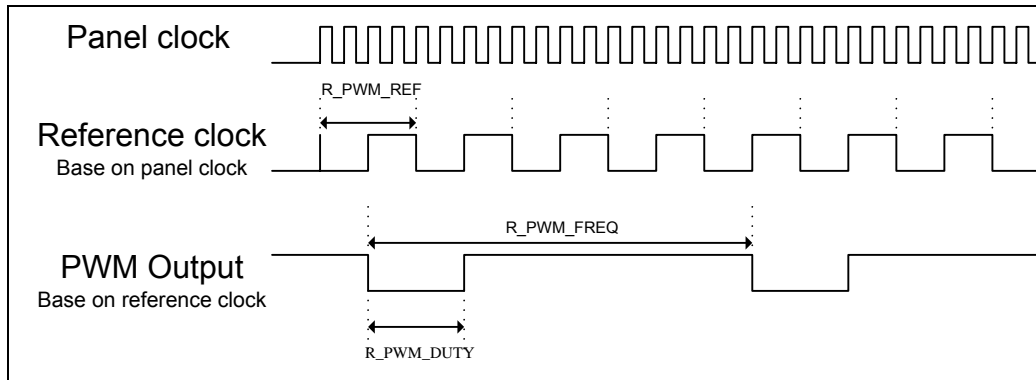 Panel clock
R_PWM_REF
Reference clock
Base on panel clock
R_PWM_FREQ
PWM Output
Base on reference clock
R_PWM_DUTY